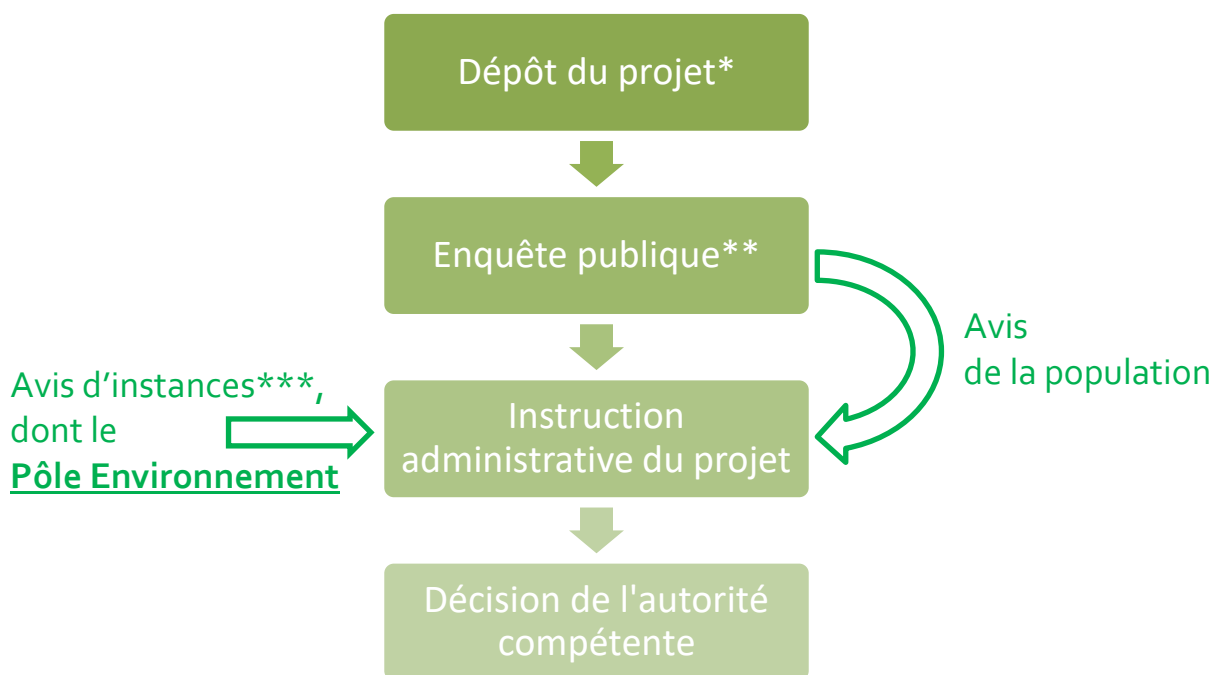 Dépôt du projet*
Enquête publique**
Avis
de la population
Avis d’instances***,
dont le
Pôle Environnement
Instruction
administrative du projet
Décision de l'autorité
compétente